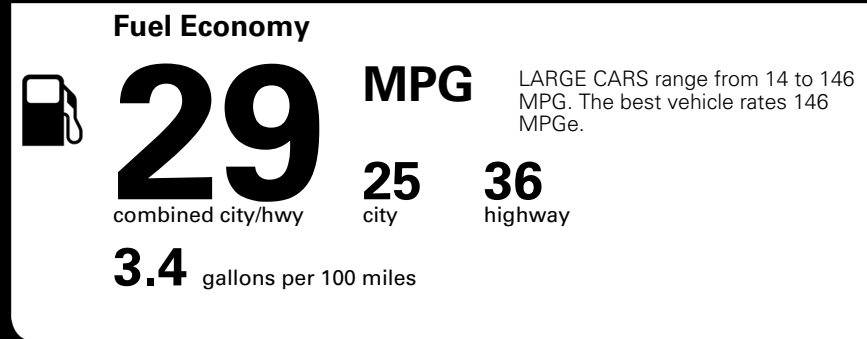 Fuel Economy
29
MPG
LARGE CARS range from 14 to 146
MPG. The best vehicle rates 146
MPGe.
combined city/hwy
25
city
36
highway
3.4 gallons per 100 miles